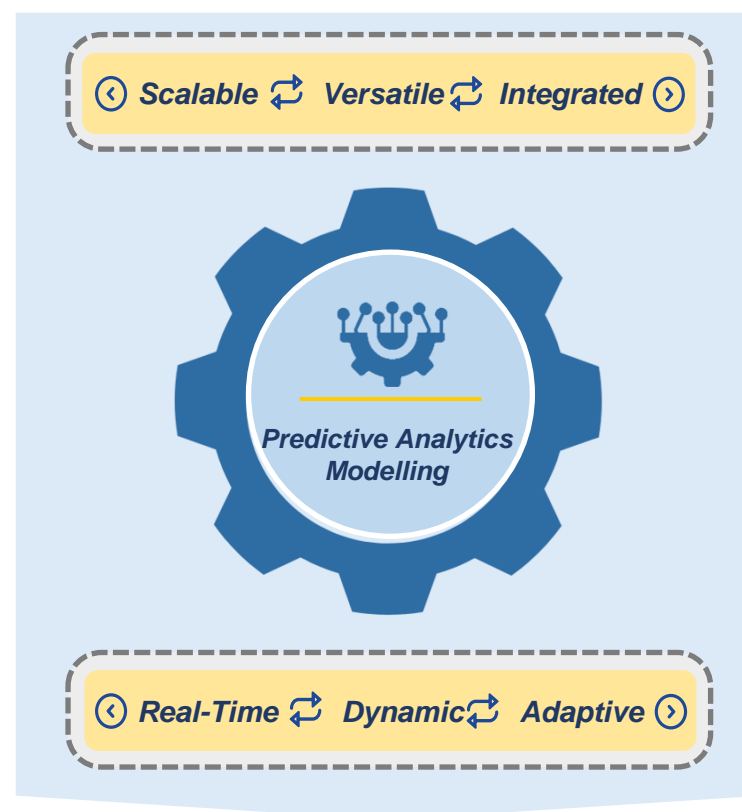 Scalable Versatile Integrated
Predictive Analytics
Modelling
Real-Time Dynamic Adaptive